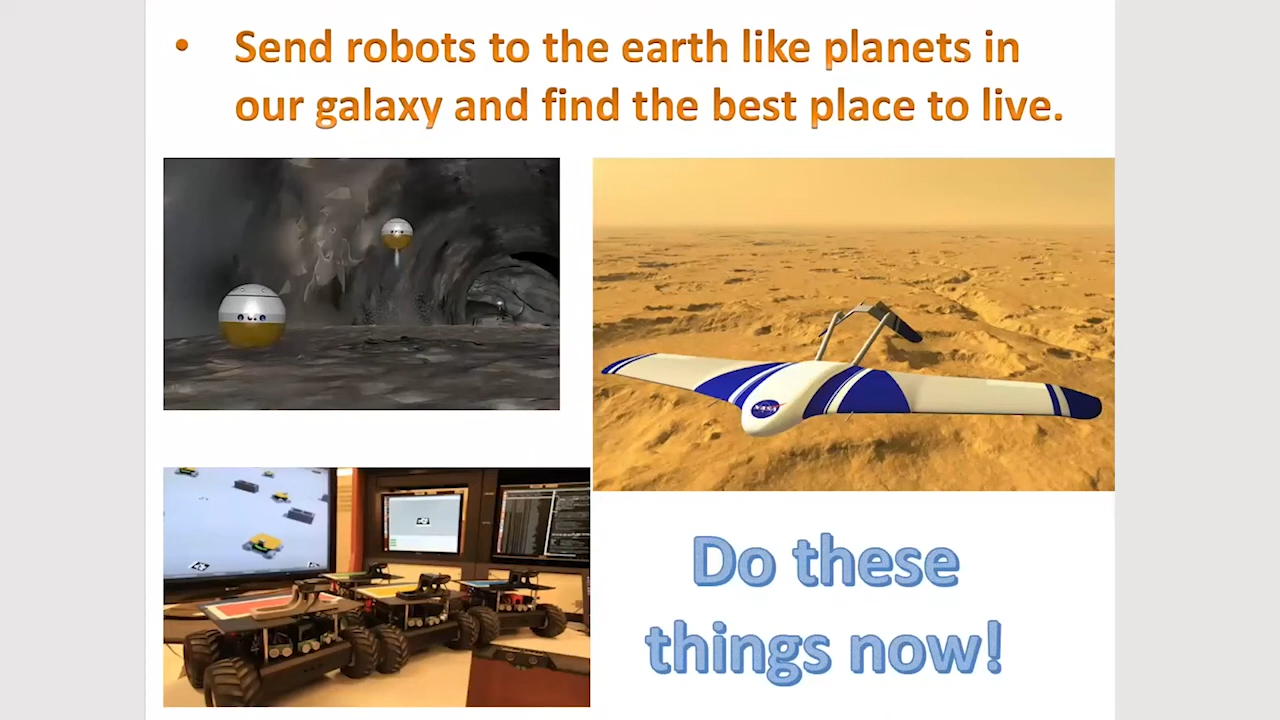 • Send robots to the earth like planets in
our galaxy and find the best place to live.
NASA
Do these
things now!